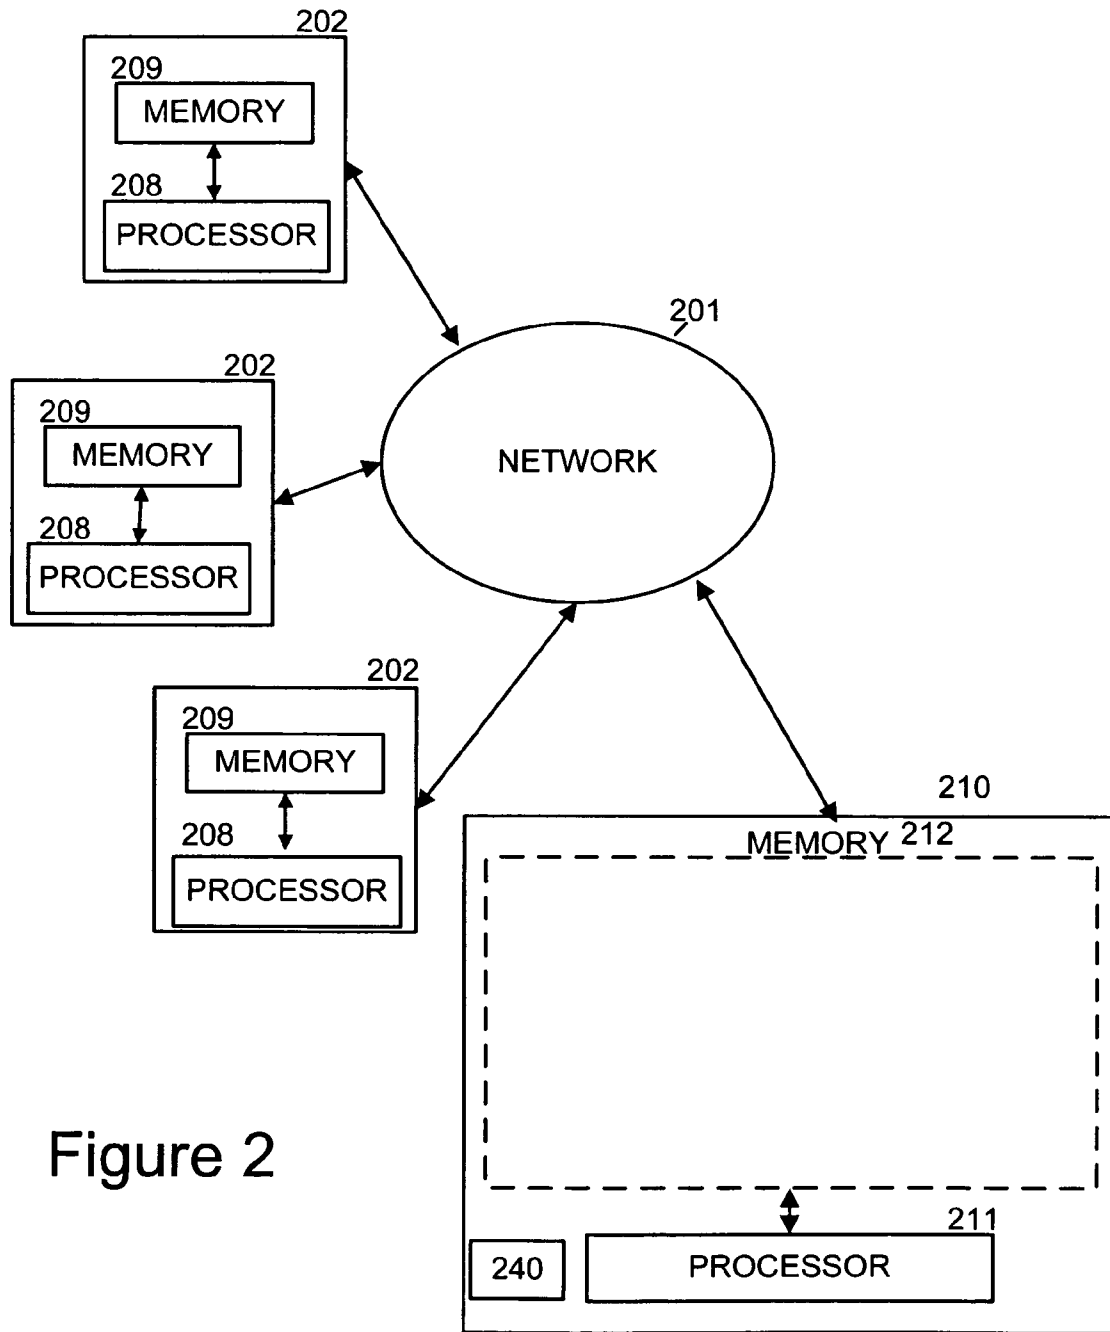 202
209
MEMORY
208
PROCESSOR
201
NETWORK
202
209
MEMORY
208
PROCESSOR
202
209
MEMORY
208
PROCESSOR
210
MEMORY 212
211
PROCESSOR
240
Figure 2